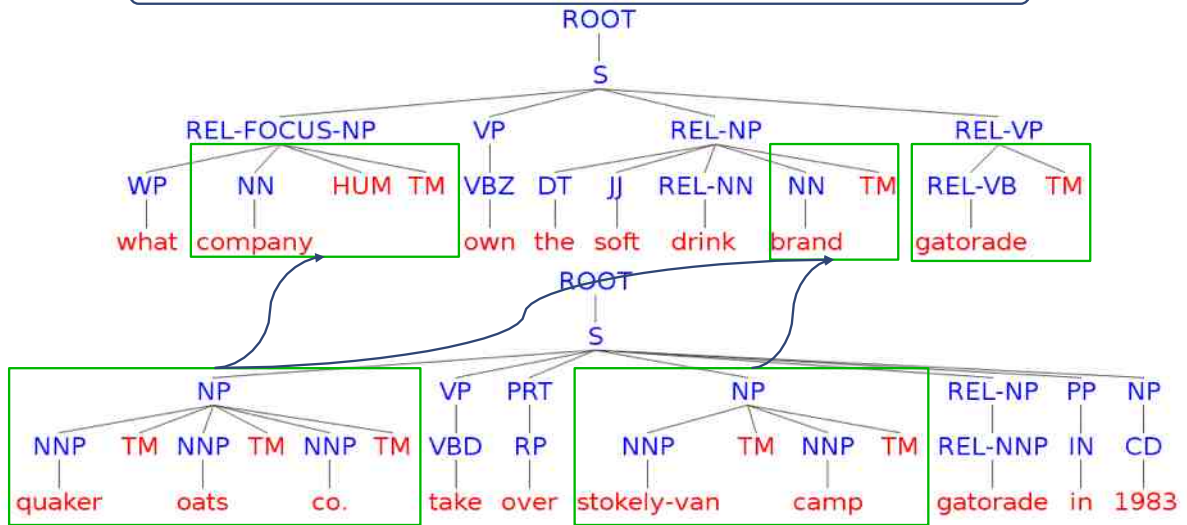 ROOT
S
REL-FOCUS-NP VP REL-NP REL-VP
WP NN HUM TM VBZ DT JJ REL-NN NN TM REL-VB TM
what company own the soft drink brand gatorade
ROOT
S
NP VP PRT NP REL-NP PP NP
NNP TM NNP TM NNP TM VBD RP NNP TM NNP TM REL-NNP IN CD
quaker oats co. take over stokely-van camp gatorade in 1983